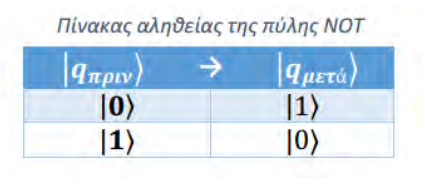 Πίνακας αληθείας της πύλης NOT
|q_πριν⟩ → |q_μετά⟩
|0⟩ |1⟩
|1⟩ |0⟩